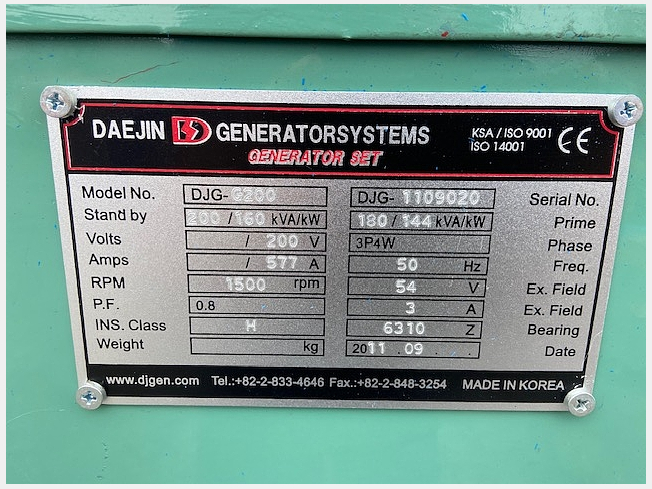 DAEJIN DSD GENERATORSYSTEMS KSA / ISO 9001 CE
GENERATOR SET ISO 14001
Model No. DJG-G200 DJG-1109020 Serial No.
Stand by 200 / 160 kVA/kW 180 / 144 kVA/kW Prime
Volts / 200 V 3P4W Phase
Amps / 577 A 50 Hz Freq.
RPM 1500 rpm 54 V Ex. Field
P.F. 0.8 3 A Ex. Field
INS. Class H 6310 Z Bearing
Weight kg 2011 . 09 . Date
www.djgen.com Tel.:+82-2-833-4646 Fax.:+82-2-848-3254 MADE IN KOREA